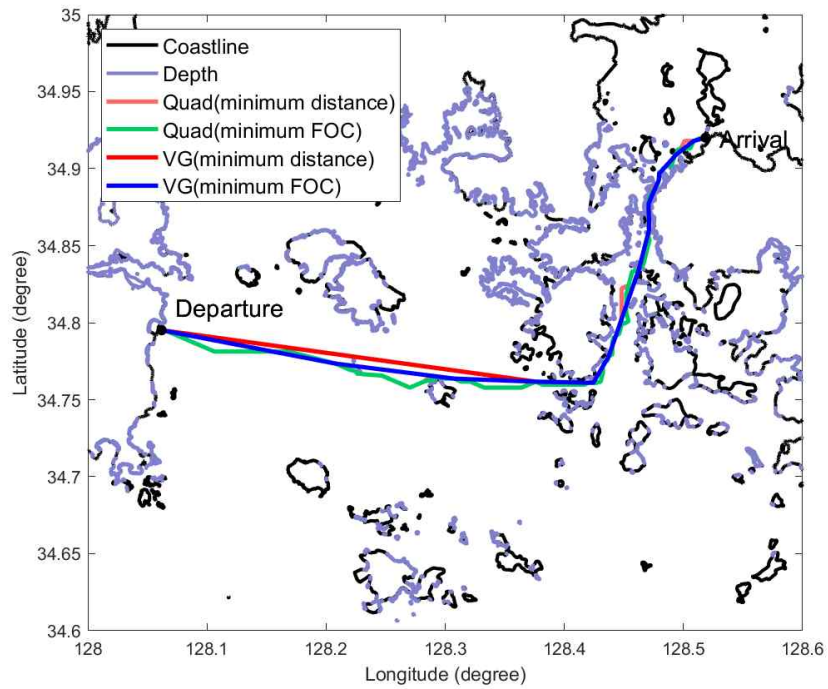 35
34.95
34.9
34.85
34.8
34.75
34.7
34.65
34.6
Latitude (degree)
Coastline
Depth
Quad(minimum distance)
Quad(minimum FOC)
VG(minimum distance)
VG(minimum FOC)
Arrival
Departure
128
128.1
128.2
128.3
128.4
128.5
128.6
Longitude (degree)